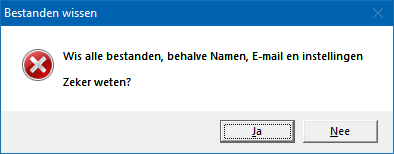 Bestanden wissen
Wis alle bestanden, behalve Namen, E-mail en instellingen
Zeker weten?
Ja
Nee